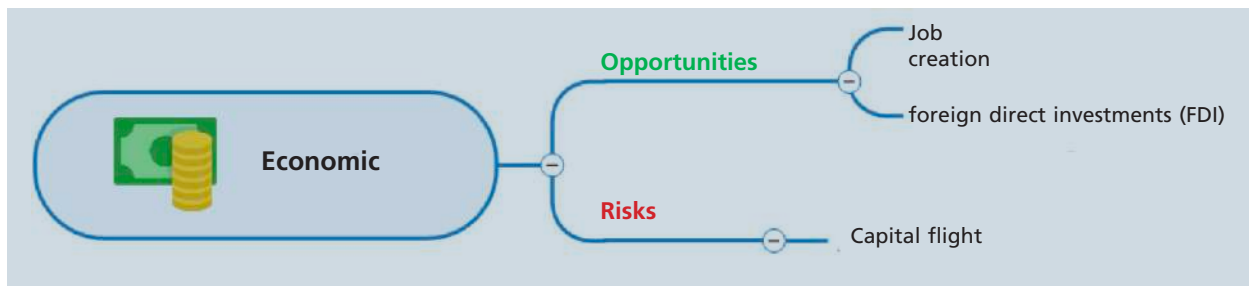 Economic
Opportunities
Job
creation
foreign direct investments (FDI)
Risks
Capital flight